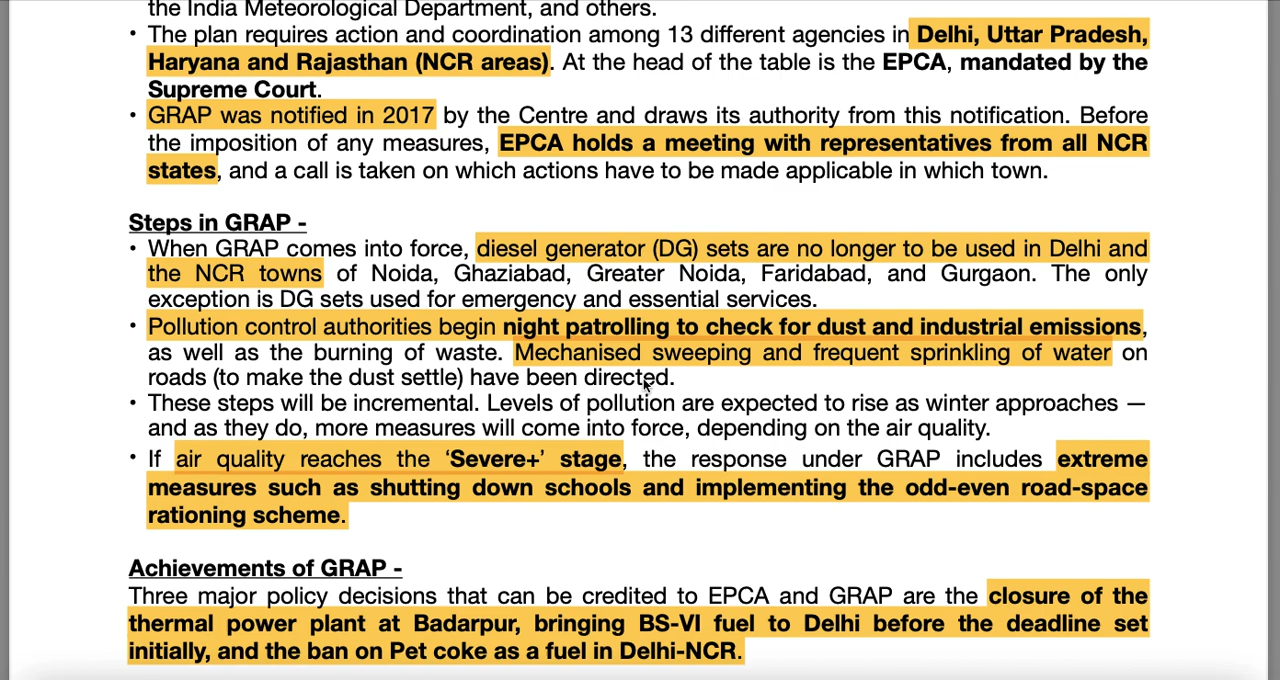 the India Meteorological Department, and others.
• The plan requires action and coordination among 13 different agencies in Delhi, Uttar Pradesh,
Haryana and Rajasthan (NCR areas). At the head of the table is the EPCA, mandated by the
Supreme Court.
• GRAP was notified in 2017 by the Centre and draws its authority from this notification. Before
the imposition of any measures, EPCA holds a meeting with representatives from all NCR
states, and a call is taken on which actions have to be made applicable in which town.
Steps in GRAP -
• When GRAP comes into force, diesel generator (DG) sets are no longer to be used in Delhi and
the NCR towns of Noida, Ghaziabad, Greater Noida, Faridabad, and Gurgaon. The only
exception is DG sets used for emergency and essential services.
• Pollution control authorities begin night patrolling to check for dust and industrial emissions,
as well as the burning of waste. Mechanised sweeping and frequent sprinkling of water on
roads (to make the dust settle) have been directed.
• These steps will be incremental. Levels of pollution are expected to rise as winter approaches —
and as they do, more measures will come into force, depending on the air quality.
• If air quality reaches the ‘Severe+’ stage, the response under GRAP includes extreme
measures such as shutting down schools and implementing the odd-even road-space
rationing scheme.
Achievements of GRAP -
Three major policy decisions that can be credited to EPCA and GRAP are the closure of the
thermal power plant at Badarpur, bringing BS-VI fuel to Delhi before the deadline set
initially, and the ban on Pet coke as a fuel in Delhi-NCR.